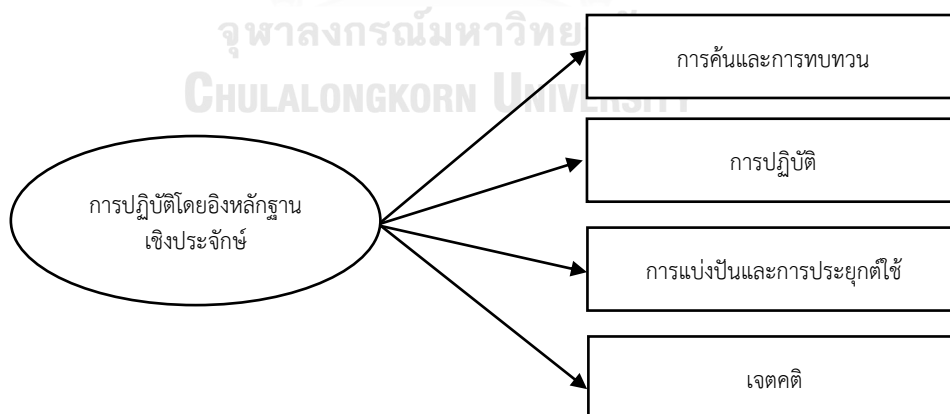 จุฬาลงกรณ์มหาวิทย
CHULALONGKORN UNIVERSITY
การค้นและการทบทวน
การปฏิบัติ
การปฏิบัติโดยอิงหลักฐาน
เชิงประจักษ์
การแบ่งปันและการประยุกต์ใช้
เจตคติ